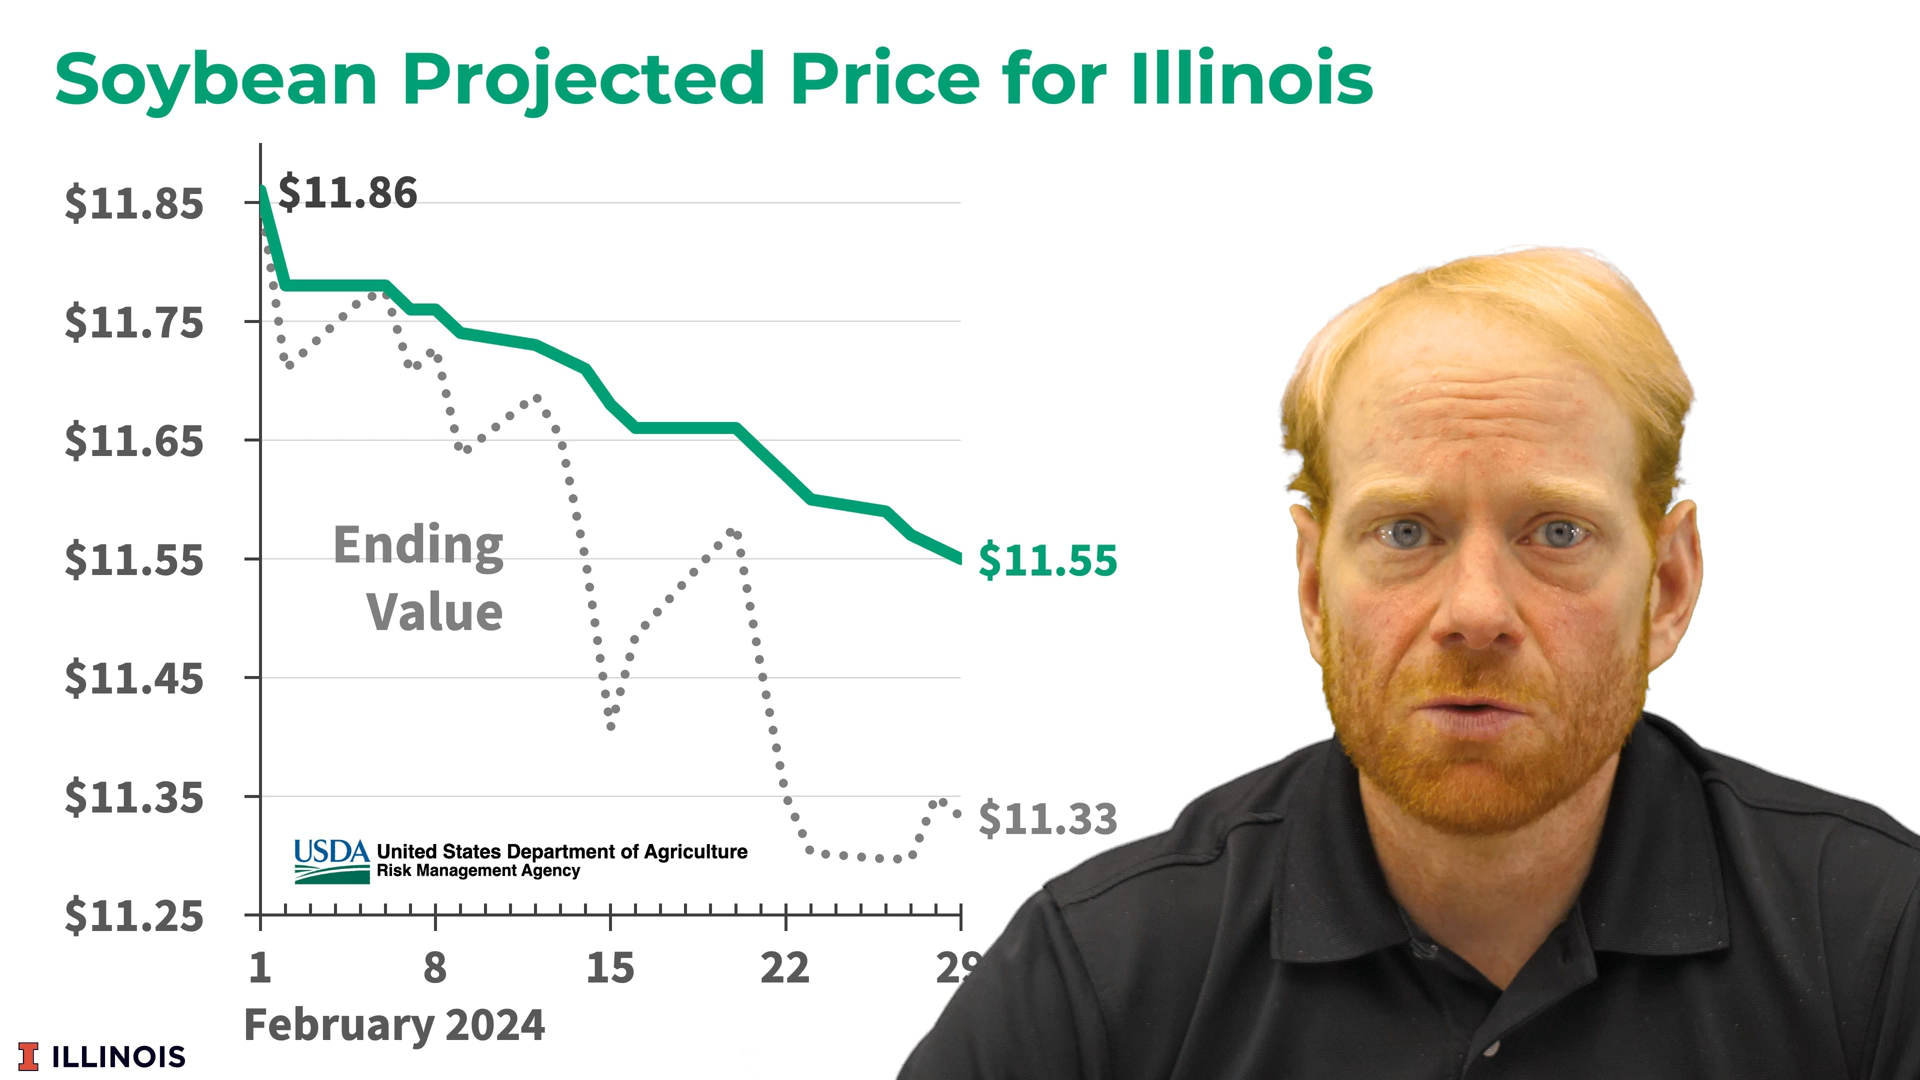 Soybean Projected Price for Illinois
$11.86
$11.85
$11.75
$11.65
$11.55
$11.45
$11.35
$11.25
Ending
Value
$11.55
$11.33
USDA United States Department of Agriculture
Risk Management Agency
1 8 15 22 29
February 2024
I ILLINOIS